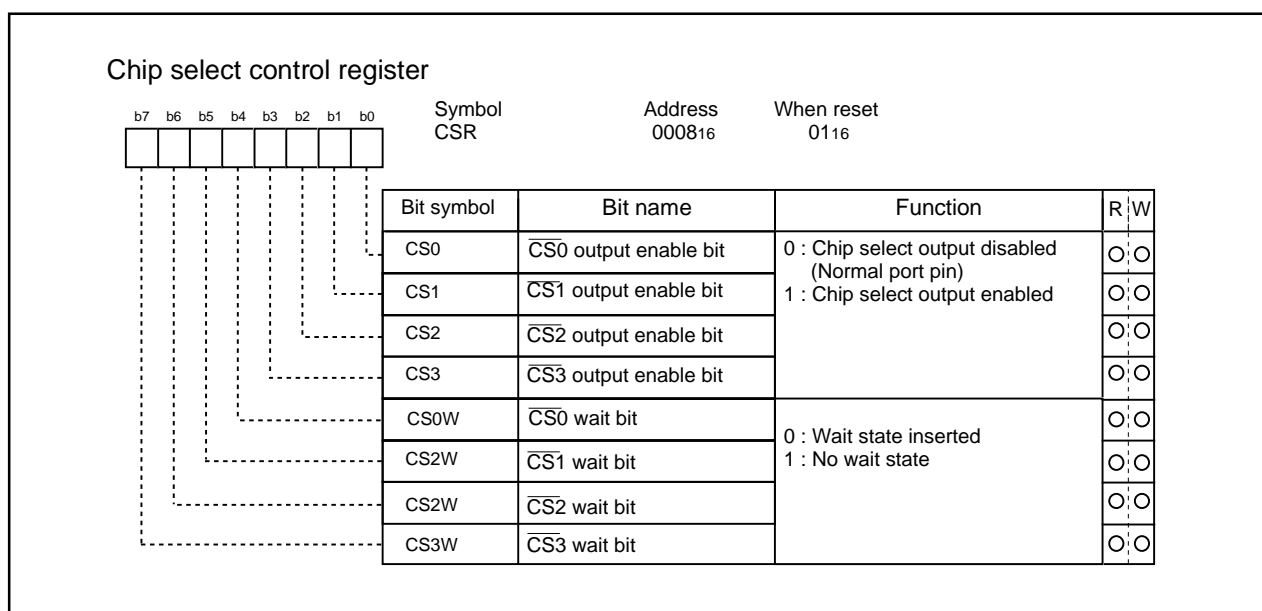 Chip select control register
b7 b6 b5 b4 b3 b2 b1 b0
Symbol Address When reset
CSR 000816 0116
Bit symbol Bit name Function R W
CS0 CS0 output enable bit 0 : Chip select output disabled
(Normal port pin)
CS1 CS1 output enable bit 1 : Chip select output enabled
CS2 CS2 output enable bit
CS3 CS3 output enable bit
CS0W CS0 wait bit
0 : Wait state inserted
CS2W CS1 wait bit 1 : No wait state
CS2W CS2 wait bit
CS3W CS3 wait bit